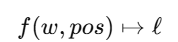 f(w, pos) ↦ ℓ